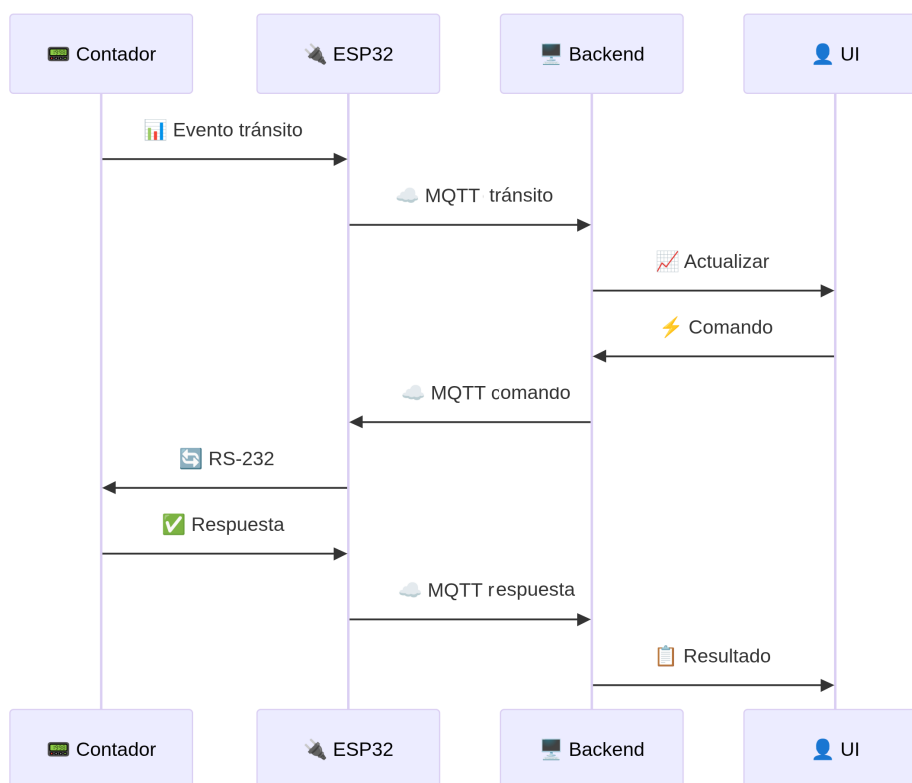 📟 Contador
🔌 ESP32
🖥️ Backend
👤 UI
📊 Evento tránsito
☁️ MQTT tránsito
📈 Actualizar
⚡ Comando
☁️ MQTT comando
🔄 RS-232
✅ Respuesta
☁️ MQTT respuesta
📋 Resultado
📟 Contador
🔌 ESP32
🖥️ Backend
👤 UI